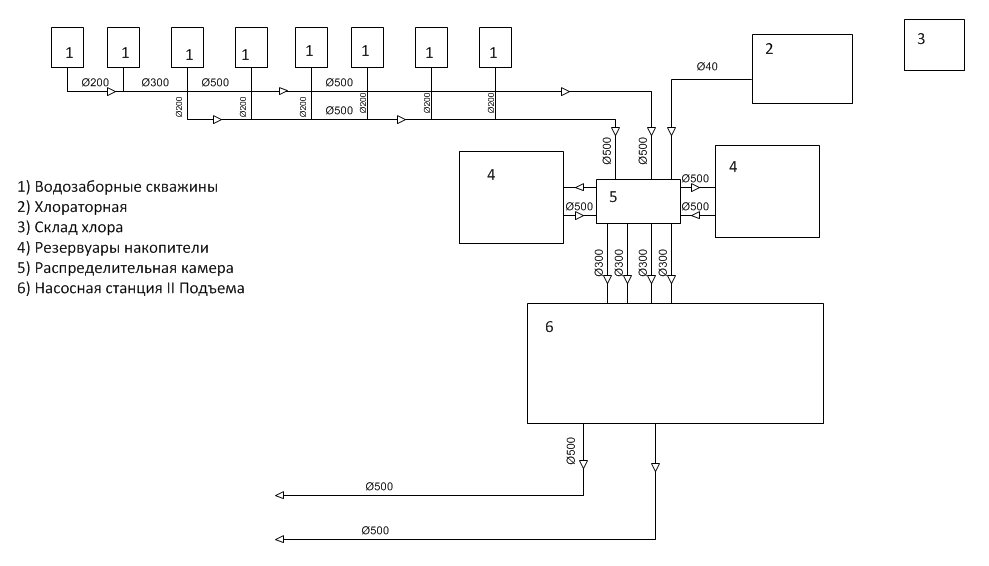 1 1 1 1 1 1 1 1
2
3
Ø40
Ø200 Ø300 Ø500 Ø500
Ø200 Ø200 Ø200 Ø200 Ø200 Ø200
Ø500
Ø500 Ø500
4
4
Ø500
5
Ø500 Ø500
1) Водозаборные скважины
2) Хлораторная
3) Склад хлора
4) Резервуары накопители
5) Распределительная камера
6) Насосная станция II Подъема
Ø300 Ø300 Ø300 Ø300
6
Ø500
Ø500
Ø500